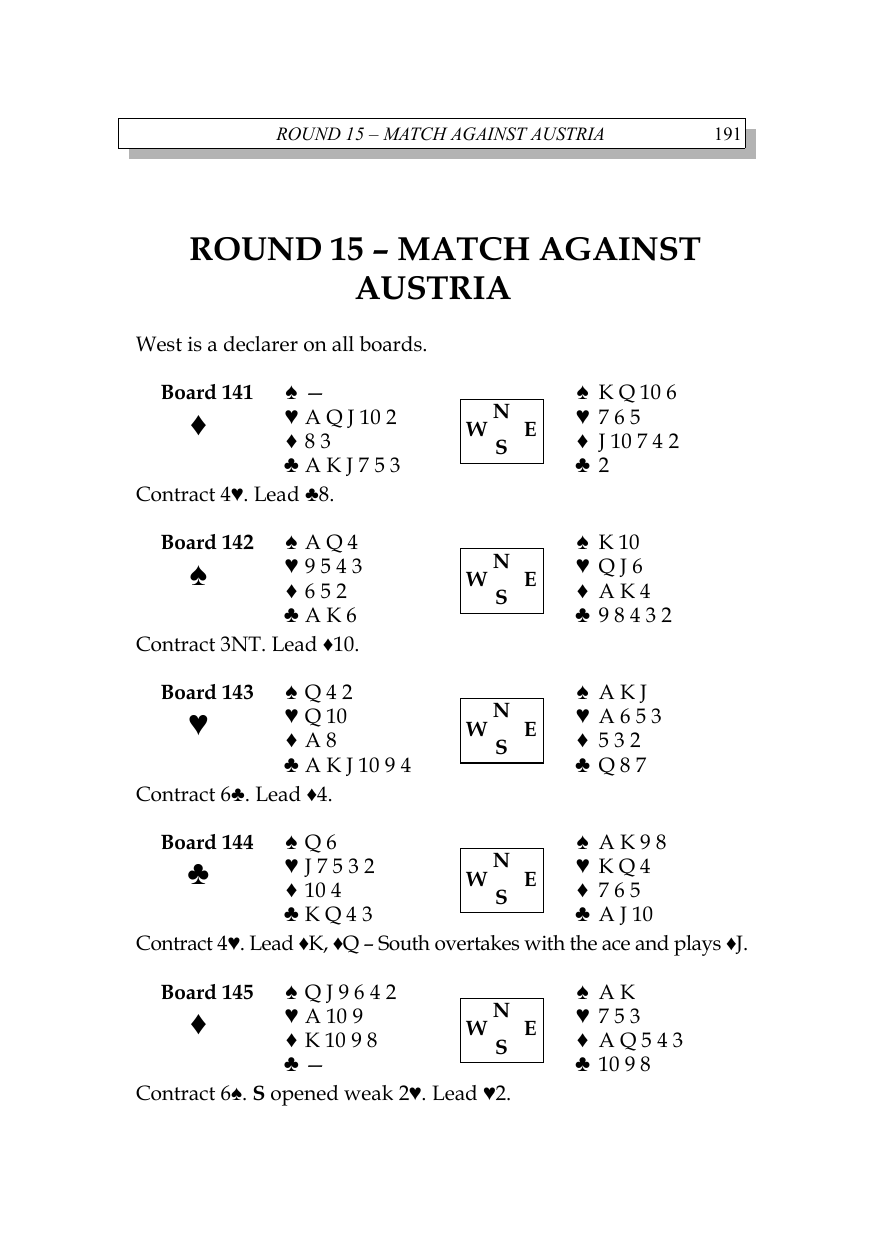 ROUND 15 – MATCH AGAINST AUSTRIA 191
ROUND 15 – MATCH AGAINST
AUSTRIA
West is a declarer on all boards.
Board 141 ♠ — N ♠ K Q 10 6
♦ ♥ A Q J 10 2 W E ♥ 7 6 5
♦ 8 3 S ♦ J 10 7 4 2
♣ A K J 7 5 3 ♣ 2
Contract 4♥. Lead ♣8.
Board 142 ♠ A Q 4 N ♠ K 10
♠ ♥ 9 5 4 3 W E ♥ Q J 6
♦ 6 5 2 S ♦ A K 4
♣ A K 6 ♣ 9 8 4 3 2
Contract 3NT. Lead ♦10.
Board 143 ♠ Q 4 2 N ♠ A K J
♥ ♥ Q 10 W E ♥ A 6 5 3
♦ A 8 S ♦ 5 3 2
♣ A K J 10 9 4 ♣ Q 8 7
Contract 6♣. Lead ♦4.
Board 144 ♠ Q 6 N ♠ A K 9 8
♣ ♥ J 7 5 3 2 W E ♥ K Q 4
♦ 10 4 S ♦ 7 6 5
♣ K Q 4 3 ♣ A J 10
Contract 4♥. Lead ♦K, ♦Q – South overtakes with the ace and plays ♦J.
Board 145 ♠ Q J 9 6 4 2 N ♠ A K
♦ ♥ A 10 9 W E ♥ 7 5 3
♦ K 10 9 8 S ♦ A Q 5 4 3
♣ — ♣ 10 9 8
Contract 6♠. S opened weak 2♥. Lead ♥2.